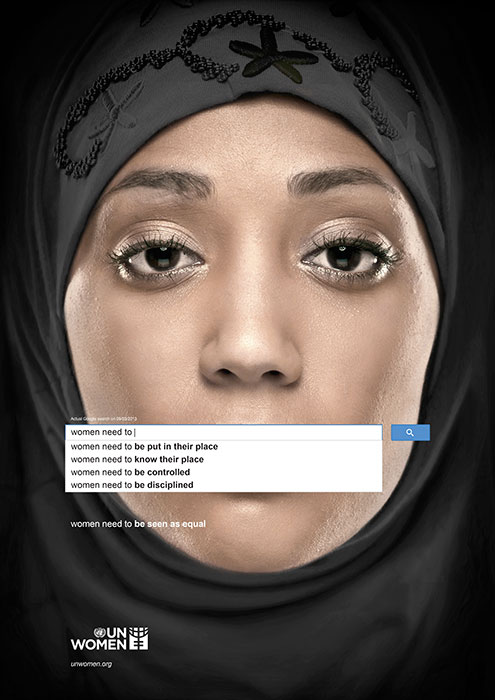 Actual Google search on 09/03/2013
women need to
women need to be put in their place
women need to know their place
women need to be controlled
women need to be disciplined
women need to be seen as equal
UN
WOMEN
unwomen.org